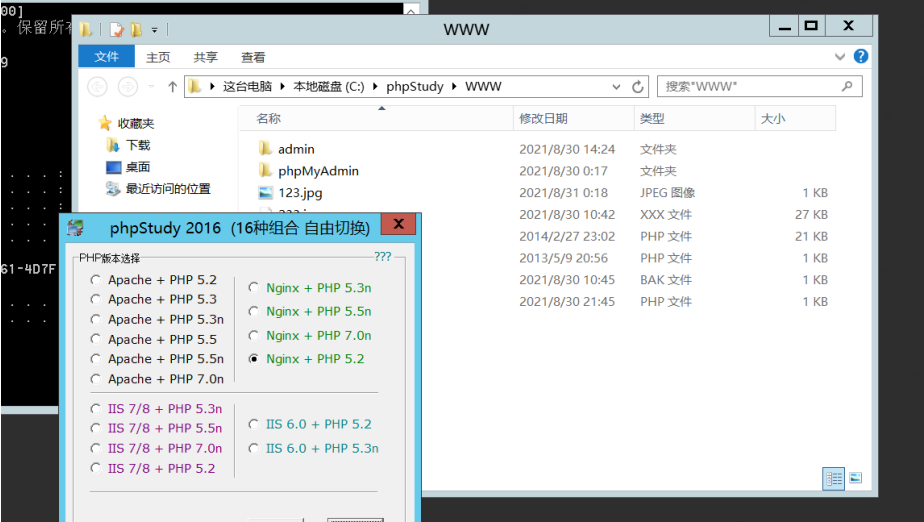 00]
。保留所有
9
. . . :
. . . :
. . . :
. . .
. . .
61-4D7F
. . .
. . .
WWW
文件 主页 共享 查看
这台电脑 本地磁盘 (C:) phpStudy WWW
搜索"WWW"
收藏夹
下载
桌面
最近访问的位置
名称 修改日期 类型 大小
admin 2021/8/30 14:24 文件夹
phpMyAdmin 2021/8/30 0:17 文件夹
123.jpg 2021/8/31 0:18 JPEG 图像 1 KB
2021/8/30 10:42 XXX 文件 27 KB
2014/2/27 23:02 PHP 文件 21 KB
2013/5/9 20:56 PHP 文件 1 KB
2021/8/30 10:45 BAK 文件 1 KB
2021/8/30 21:45 PHP 文件 1 KB
phpStudy 2016 (16种组合 自由切换)
PHP版本选择 ???
Apache + PHP 5.2
Apache + PHP 5.3
Apache + PHP 5.3n
Apache + PHP 5.5
Apache + PHP 5.5n
Apache + PHP 7.0n
Nginx + PHP 5.3n
Nginx + PHP 5.5n
Nginx + PHP 7.0n
Nginx + PHP 5.2
IIS 7/8 + PHP 5.3n
IIS 7/8 + PHP 5.5n
IIS 7/8 + PHP 7.0n
IIS 7/8 + PHP 5.2
IIS 6.0 + PHP 5.2
IIS 6.0 + PHP 5.3n